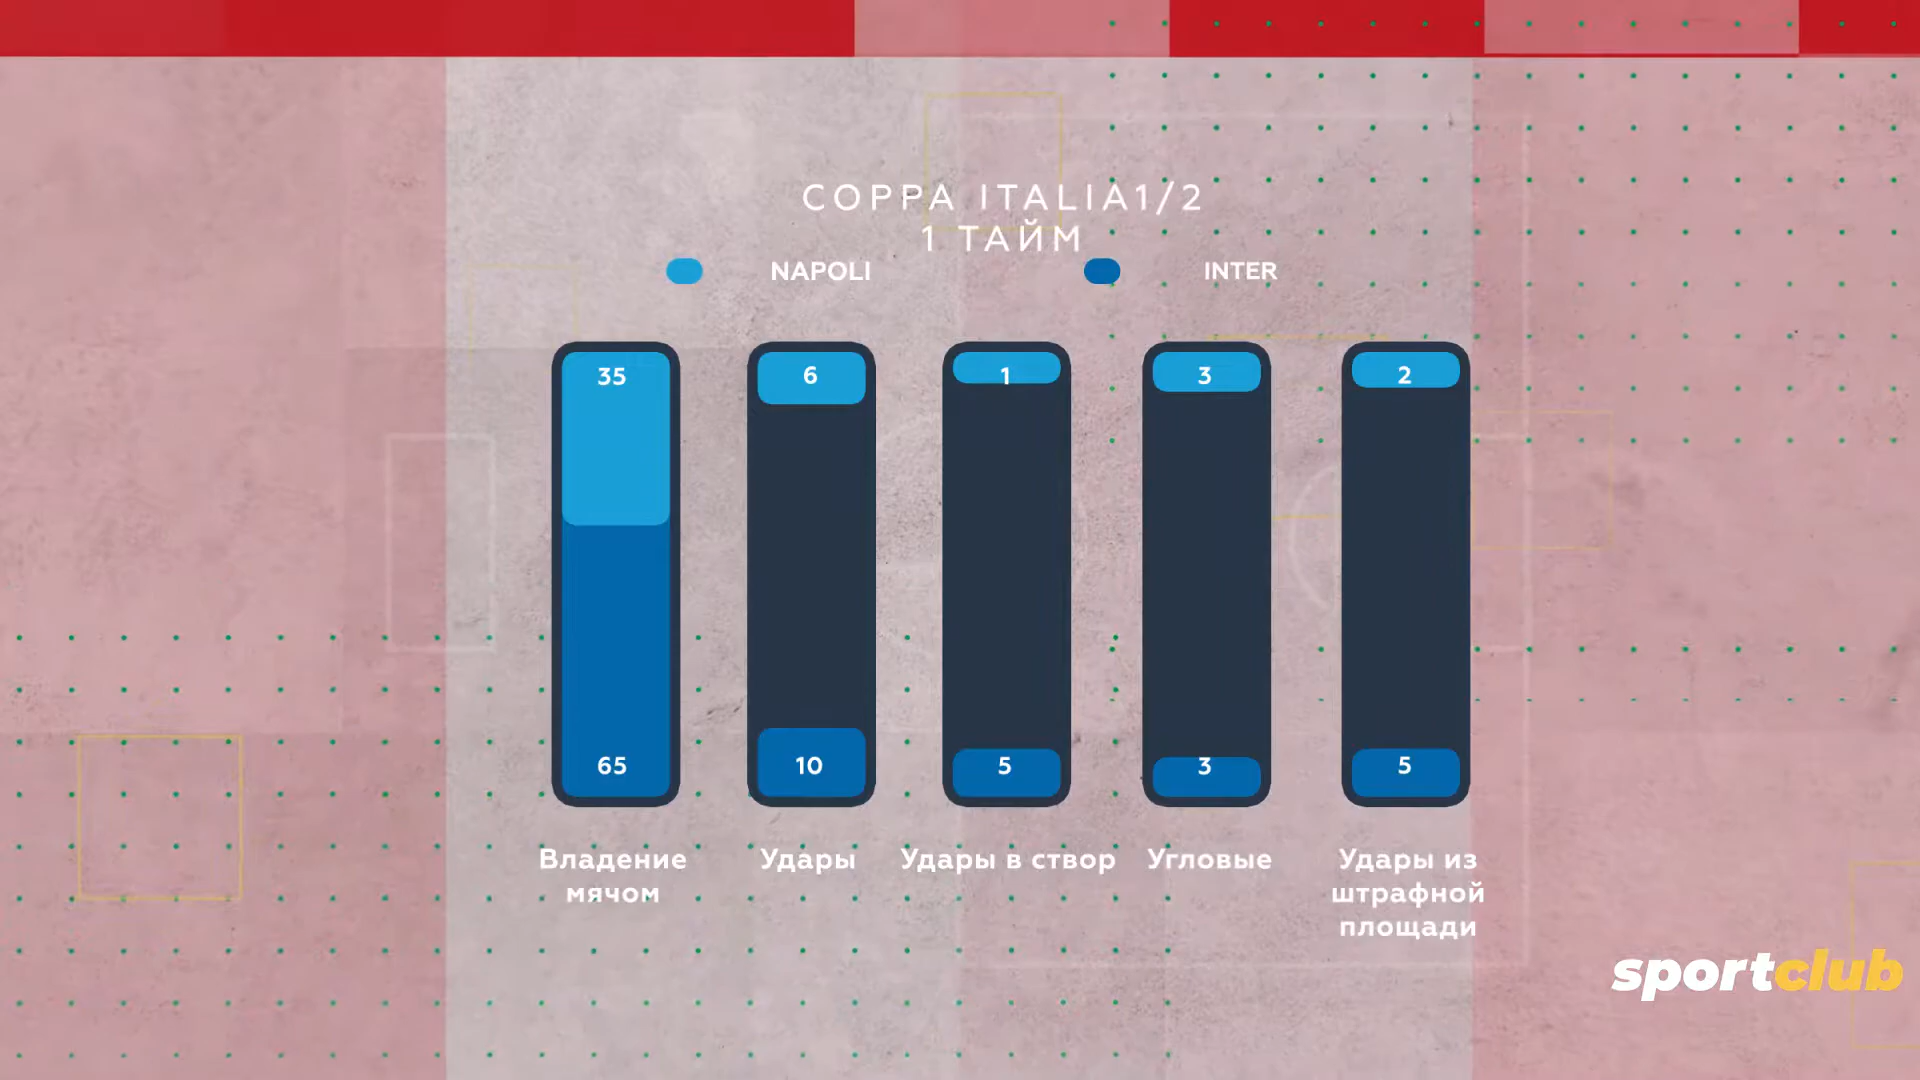 COPPA ITALIA1/2
1 ТАЙМ
NAPOLI
INTER
35
6
1
3
2
65
10
5
3
5
Владение
мячом
Удары
Удары в створ
Угловые
Удары из
штрафной
площади
sportclub